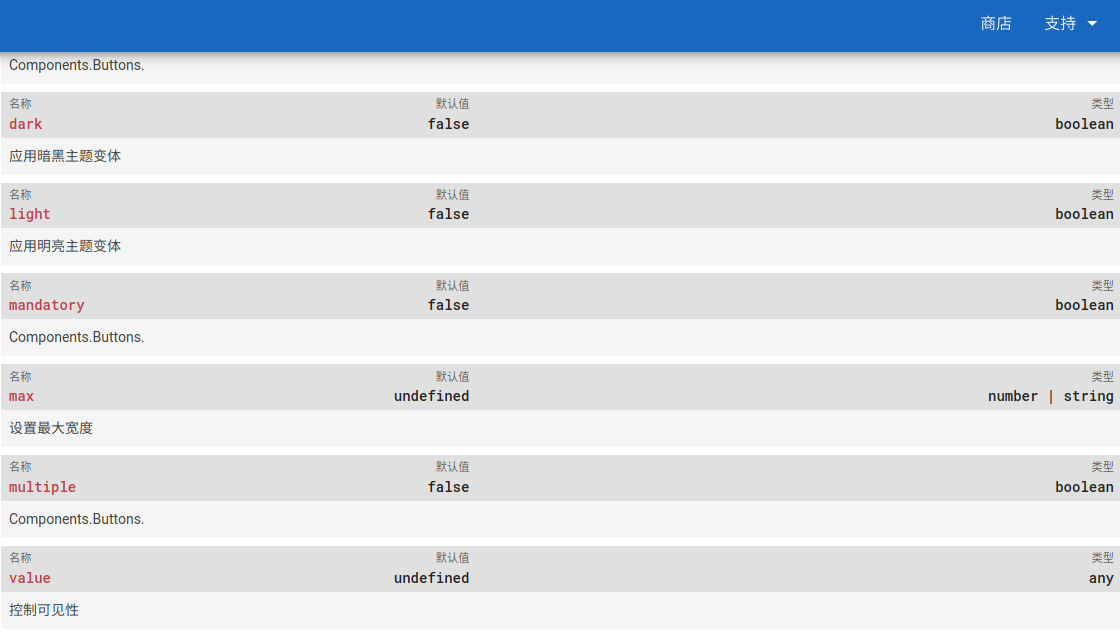 商店 支持
Components.Buttons.
名称 默认值 类型
dark false boolean
应用暗黑主题变体
名称 默认值 类型
light false boolean
应用明亮主题变体
名称 默认值 类型
mandatory false boolean
Components.Buttons.
名称 默认值 类型
max undefined number | string
设置最大宽度
名称 默认值 类型
multiple false boolean
Components.Buttons.
名称 默认值 类型
value undefined any
控制可见性